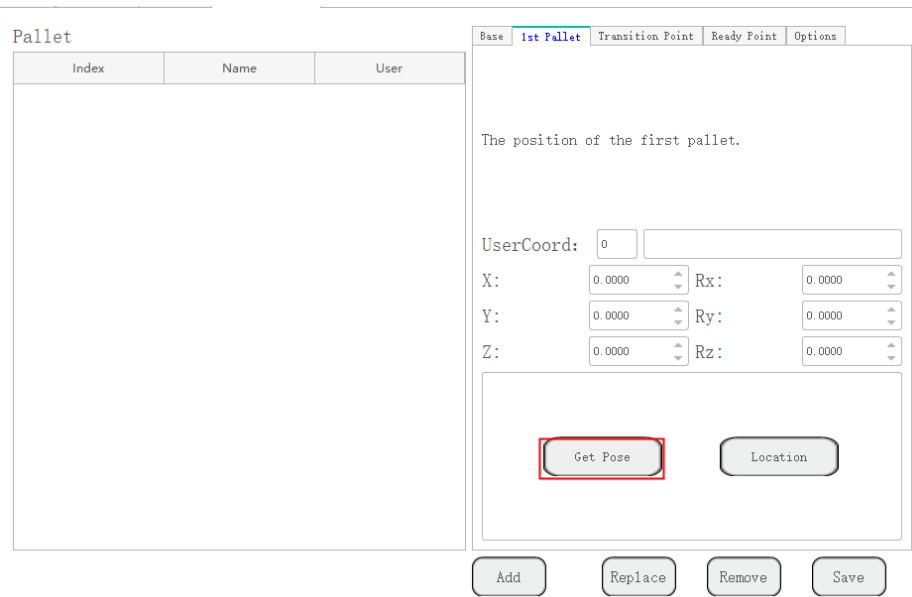 Pallet
Index Name User
Base 1st Pallet Transition Point Ready Point Options
The position of the first pallet.
UserCoord: 0
X: 0.0000 Rx: 0.0000
Y: 0.0000 Ry: 0.0000
Z: 0.0000 Rz: 0.0000
Get Pose Location
Add Replace Remove Save